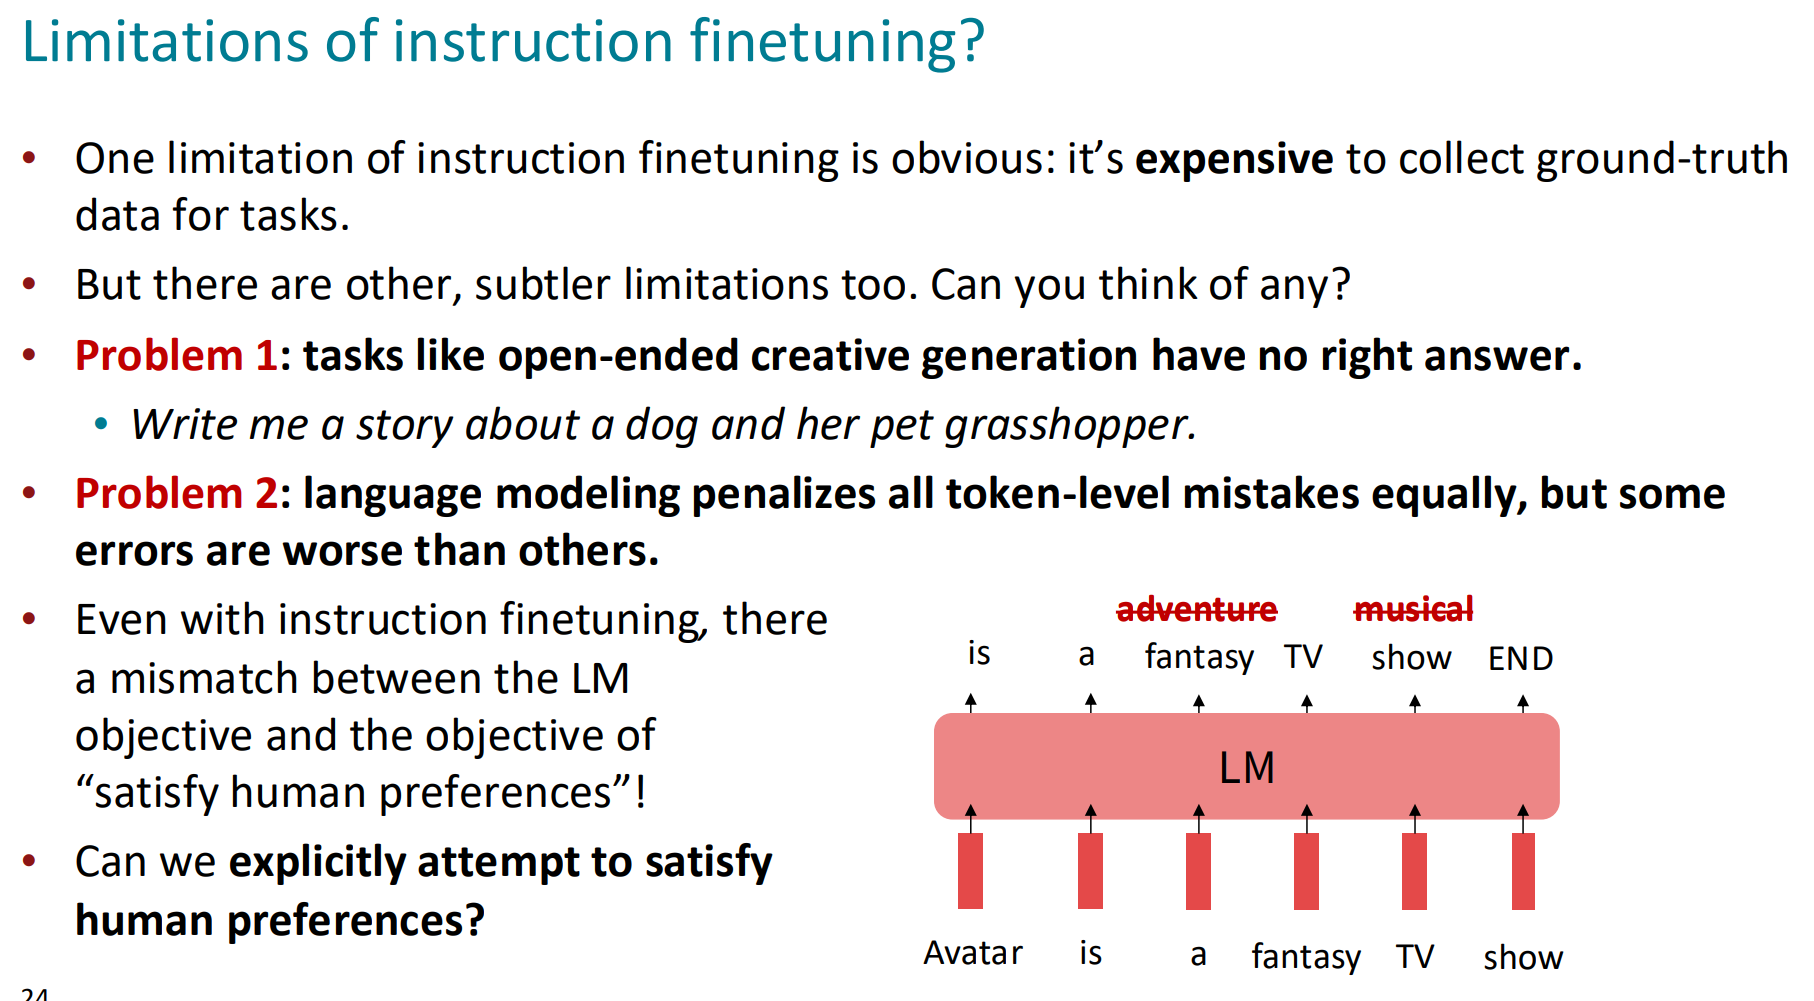 Limitations of instruction finetuning?
• One limitation of instruction finetuning is obvious: it’s expensive to collect ground-truth
data for tasks.
• But there are other, subtler limitations too. Can you think of any?
• Problem 1: tasks like open-ended creative generation have no right answer.
• Write me a story about a dog and her pet grasshopper.
• Problem 2: language modeling penalizes all token-level mistakes equally, but some
errors are worse than others.
• Even with instruction finetuning, there
a mismatch between the LM
objective and the objective of
“satisfy human preferences”!
• Can we explicitly attempt to satisfy
human preferences?
adventure musical
is a fantasy TV show END
LM
Avatar is a fantasy TV show
24